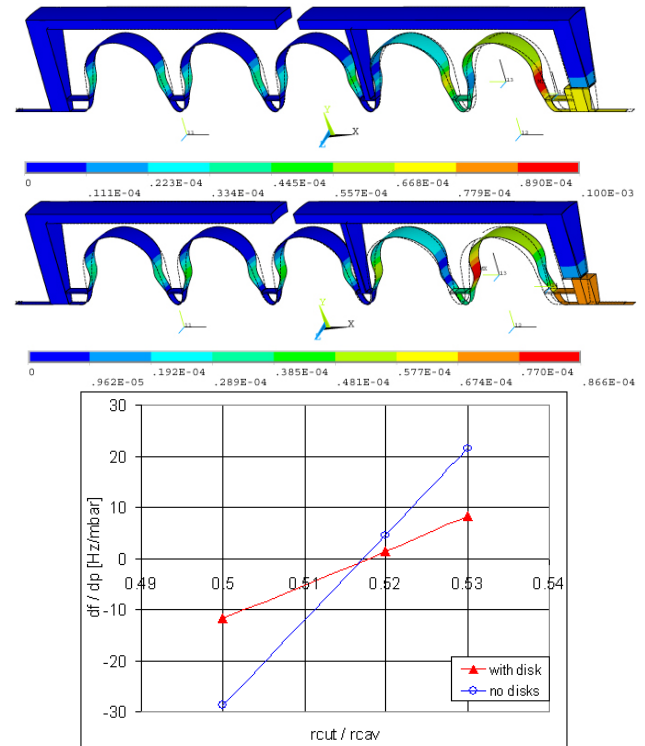 Y
Z X
0 .111E-04 .223E-04 .334E-04 .445E-04 .557E-04 .668E-04 .779E-04 .890E-04 .100E-03
Y
Z X
0 .962E-05 .192E-04 .289E-04 .385E-04 .481E-04 .577E-04 .674E-04 .770E-04 .866E-04
30
20
10
0
-10
-20
-30
0.49 0.5 0.51 0.52 0.53 0.54
df / dp [Hz/mbar]
rcut / rcav
with disk
no disks